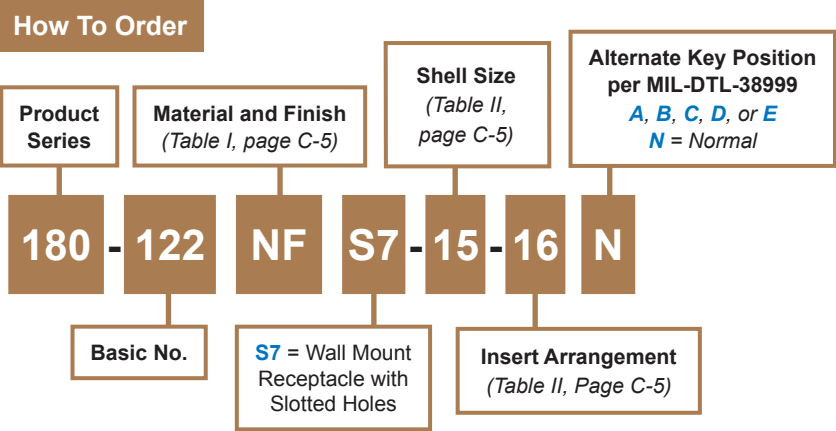 How To Order
Product
Series
Material and Finish
(Table I, page C-5)
Shell Size
(Table II,
page C-5)
Alternate Key Position
per MIL-DTL-38999
A, B, C, D, or E
N = Normal
180 - 122 NF S7 - 15 - 16 N
Basic No.
S7 = Wall Mount
Receptacle with
Slotted Holes
Insert Arrangement
(Table II, Page C-5)